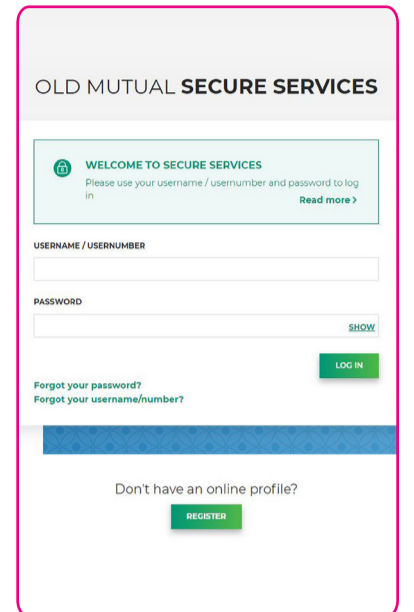 OLD MUTUAL SECURE SERVICES
WELCOME TO SECURE SERVICES
Please use your username / usernumber and password to log
in
Read more >
USERNAME / USERNUMBER
PASSWORD
SHOW
LOG IN
Forgot your password?
Forgot your username/number?
Don't have an online profile?
REGISTER